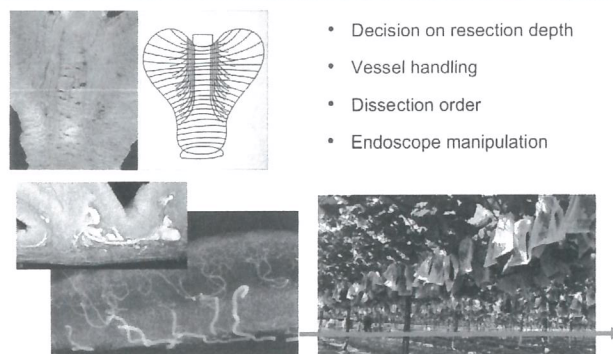 • Decision on resection depth
• Vessel handling
• Dissection order
• Endoscope manipulation